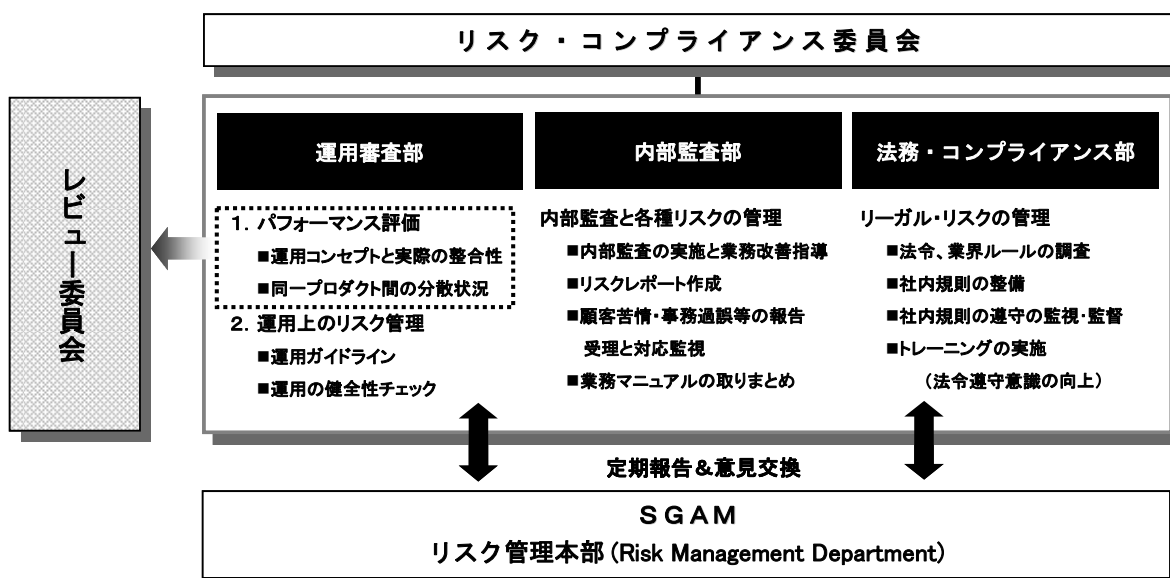 リスク・コンプライアンス委員会
レビュー委員会
運用審査部
1. パフォーマンス評価
■運用コンセプトと実際の整合性
■同一プロダクト間の分散状況
2. 運用上のリスク管理
■運用ガイドライン
■運用の健全性チェック
内部監査部
内部監査と各種リスクの管理
■内部監査の実施と業務改善指導
■リスクレポート作成
■顧客苦情・事務過誤等の報告
受理と対応監視
■業務マニュアルの取りまとめ
法務・コンプライアンス部
リーガル・リスクの管理
■法令、業界ルールの調査
■社内規則の整備
■社内規則の遵守の監視・監督
■トレーニングの実施
（法令遵守意識の向上）
定期報告＆意見交換
ＳＧＡＭ
リスク管理本部（Risk Management Department）